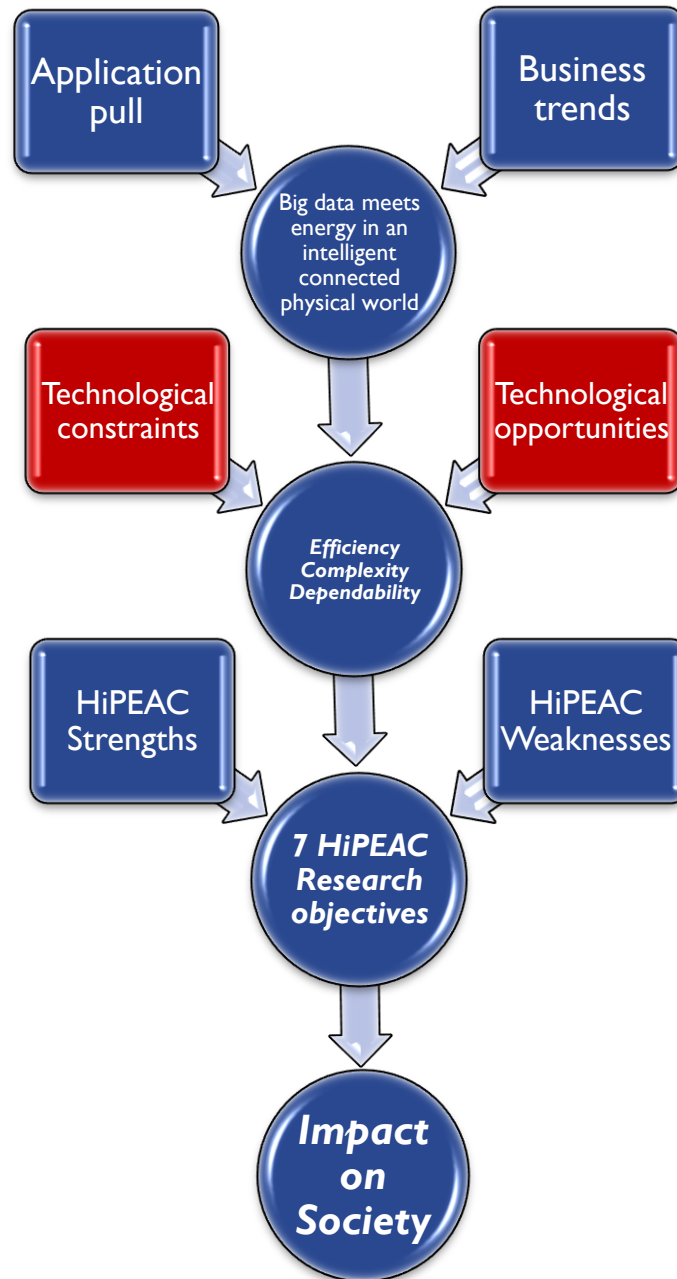 Application
pull
Business
trends
Big data meets
energy in an
intelligent
connected
physical world
Technological
constraints
Technological
opportunities
Efficiency
Complexity
Dependability
HiPEAC
Strengths
HiPEAC
Weaknesses
7 HiPEAC
Research
objectives
Impact
on
Society